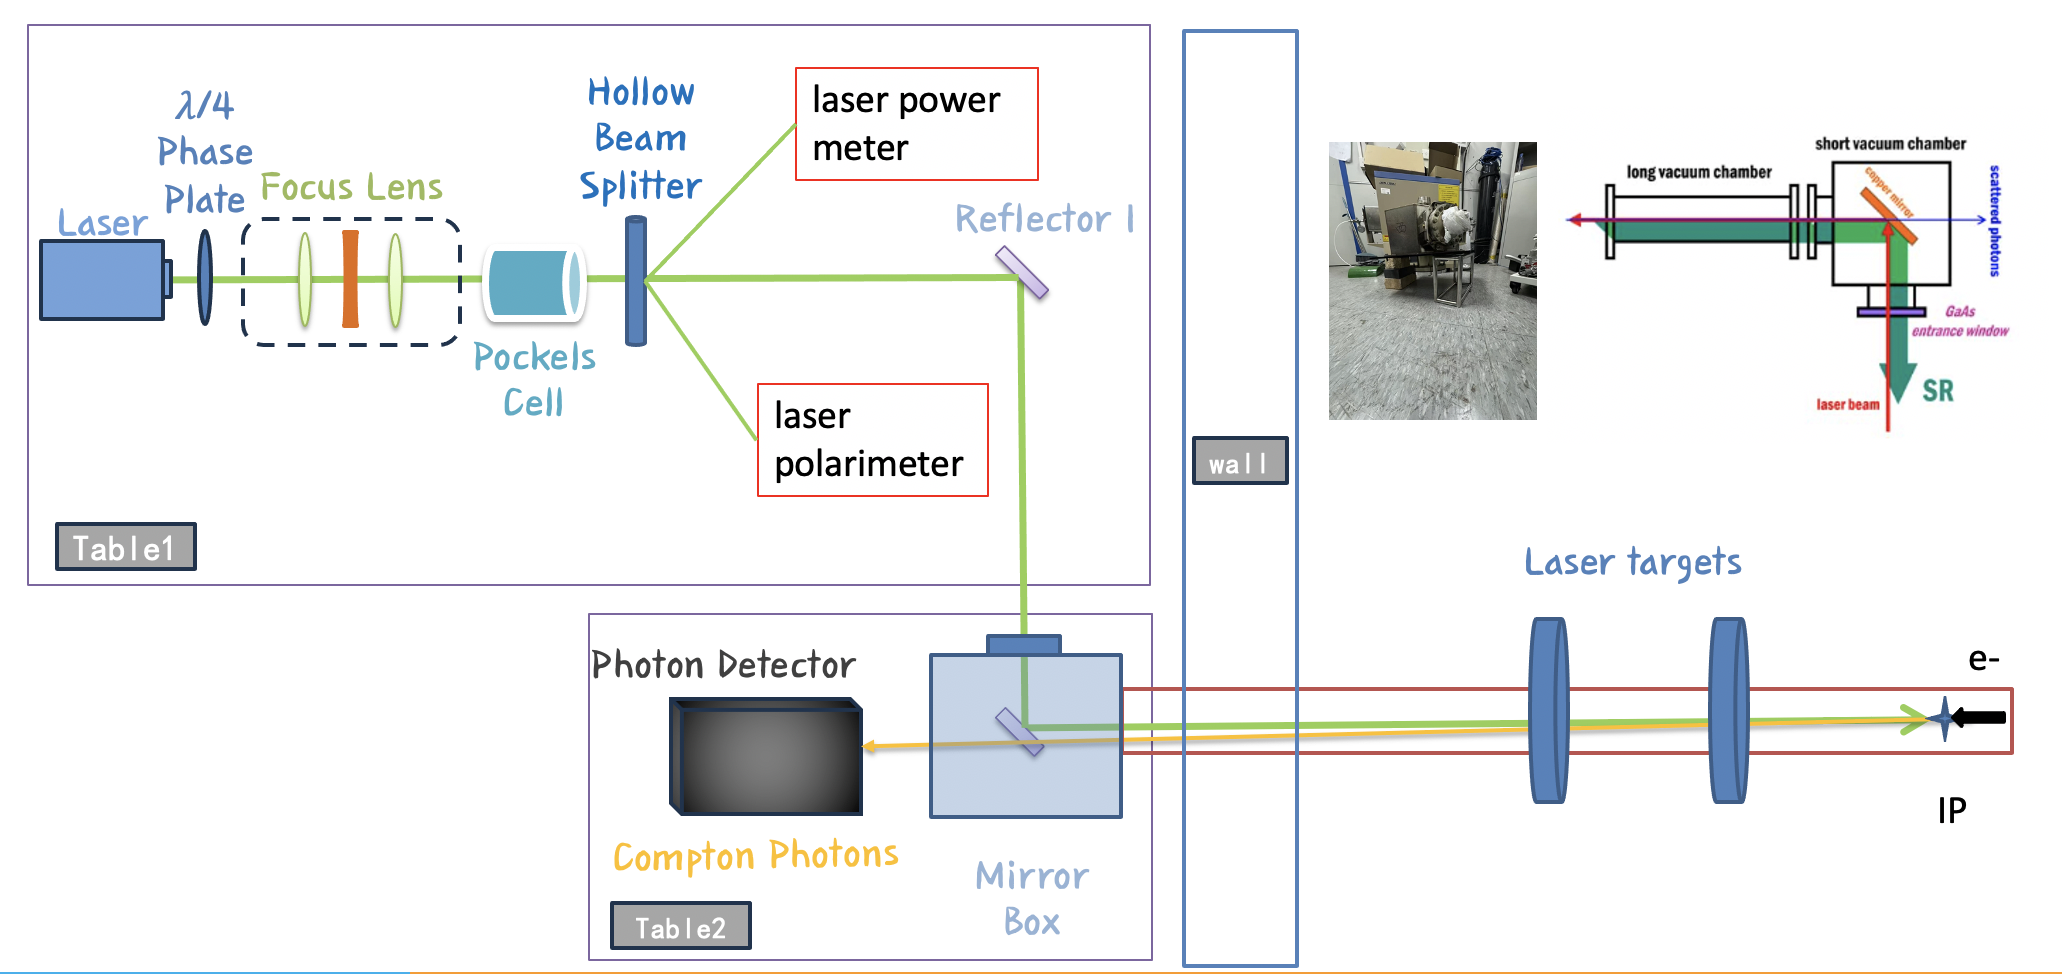 λ/4
Phase
Plate
Laser
Focus Lens
Pockels
Cell
Hollow
Beam
Splitter
laser power
meter
laser
polarimeter
Reflector 1
Table1
wall
short vacuum chamber
long vacuum chamber
copper mirror
scattered photons
GaAs
entrance window
SR
laser beam
Laser targets
e-
IP
Photon Detector
Compton Photons
Mirror
Box
Table2